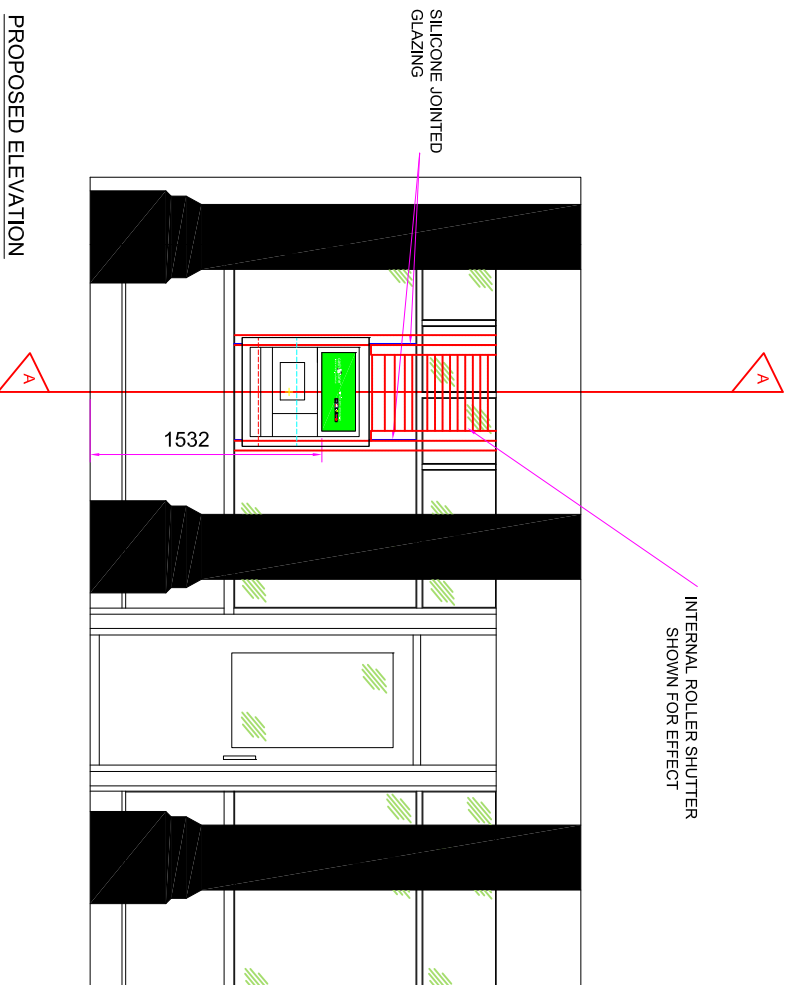 SILICONE JOINTED
GLAZING
INTERNAL ROLLER SHUTTER
SHOWN FOR EFFECT
A
A
1532
PROPOSED ELEVATION